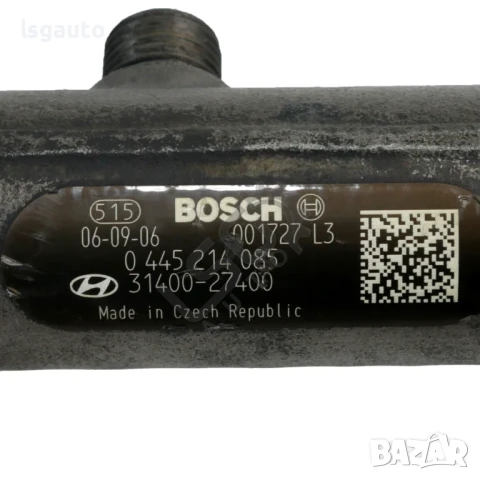 lsgauto
515 BOSCH
06-09-06 001727 L3
0 445 214 085
31400-27400
Made in Czech Republic
BAZAR